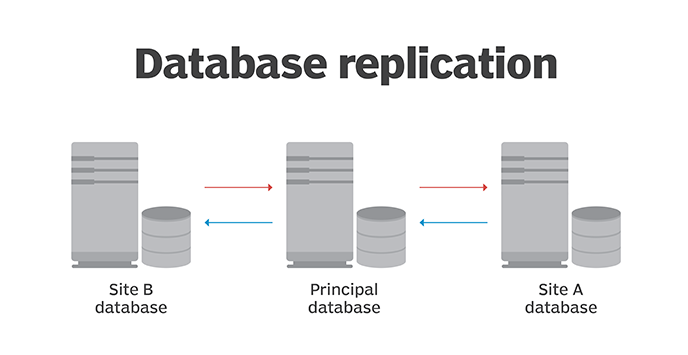 Database replication
Site B
database
Principal
database
Site A
database